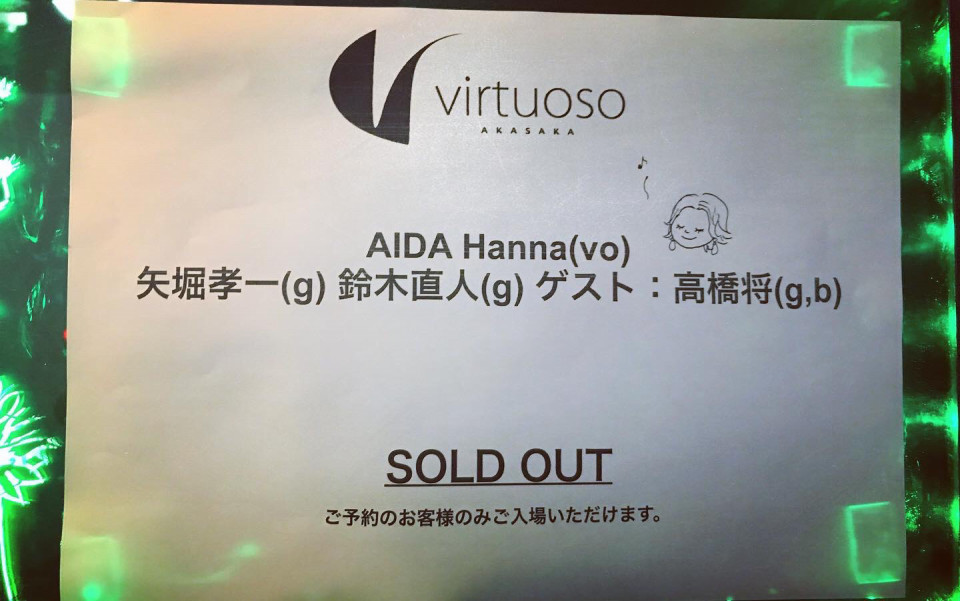 virtuoso
AKASAKA
AIDA Hanna(vo)
矢堀孝一(g) 鈴木直人(g) ゲスト：高橋将(g,b)
SOLD OUT
ご予約のお客様のみご入場いただけます。